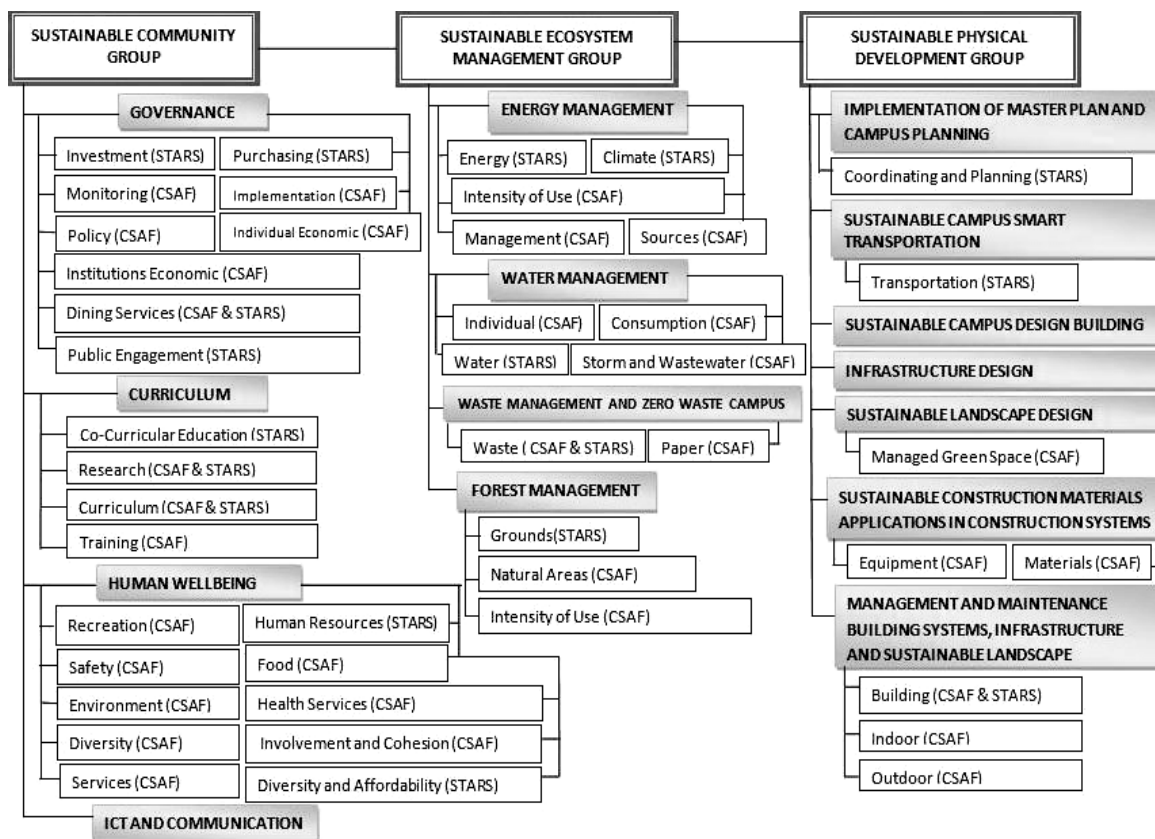 SUSTAINABLE COMMUNITY
GROUP
GOVERNANCE
Investment (STARS)
Purchasing (STARS)
Monitoring (CSAF)
Implementation (CSAF)
Policy (CSAF)
Individual Economic (CSAF)
Institutions Economic (CSAF)
Dining Services (CSAF & STARS)
Public Engagement (STARS)
CURRICULUM
Co-Curricular Education (STARS)
Research (CSAF & STARS)
Curriculum (CSAF & STARS)
Training (CSAF)
HUMAN WELLBEING
Recreation (CSAF)
Human Resources (STARS)
Safety (CSAF)
Food (CSAF)
Environment (CSAF)
Health Services (CSAF)
Diversity (CSAF)
Involvement and Cohesion (CSAF)
Services (CSAF)
Diversity and Affordability (STARS)
ICT AND COMMUNICATION
SUSTAINABLE ECOSYSTEM
MANAGEMENT GROUP
ENERGY MANAGEMENT
Energy (STARS)
Climate (STARS)
Intensity of Use (CSAF)
Management (CSAF)
Sources (CSAF)
WATER MANAGEMENT
Individual (CSAF)
Consumption (CSAF)
Water (STARS)
Storm and Wastewater (CSAF)
WASTE MANAGEMENT AND ZERO WASTE CAMPUS
Waste ( CSAF & STARS)
Paper (CSAF)
FOREST MANAGEMENT
Grounds(STARS)
Natural Areas (CSAF)
Intensity of Use (CSAF)
SUSTAINABLE PHYSICAL
DEVELOPMENT GROUP
IMPLEMENTATION OF MASTER PLAN AND
CAMPUS PLANNING
Coordinating and Planning (STARS)
SUSTAINABLE CAMPUS SMART
TRANSPORTATION
Transportation (STARS)
SUSTAINABLE CAMPUS DESIGN BUILDING
INFRASTRUCTURE DESIGN
SUSTAINABLE LANDSCAPE DESIGN
Managed Green Space (CSAF)
SUSTAINABLE CONSTRUCTION MATERIALS
APPLICATIONS IN CONSTRUCTION SYSTEMS
Equipment (CSAF)
Materials (CSAF)
MANAGEMENT AND MAINTENANCE
BUILDING SYSTEMS, INFRASTRUCTURE
AND SUSTAINABLE LANDSCAPE
Building (CSAF & STARS)
Indoor (CSAF)
Outdoor (CSAF)